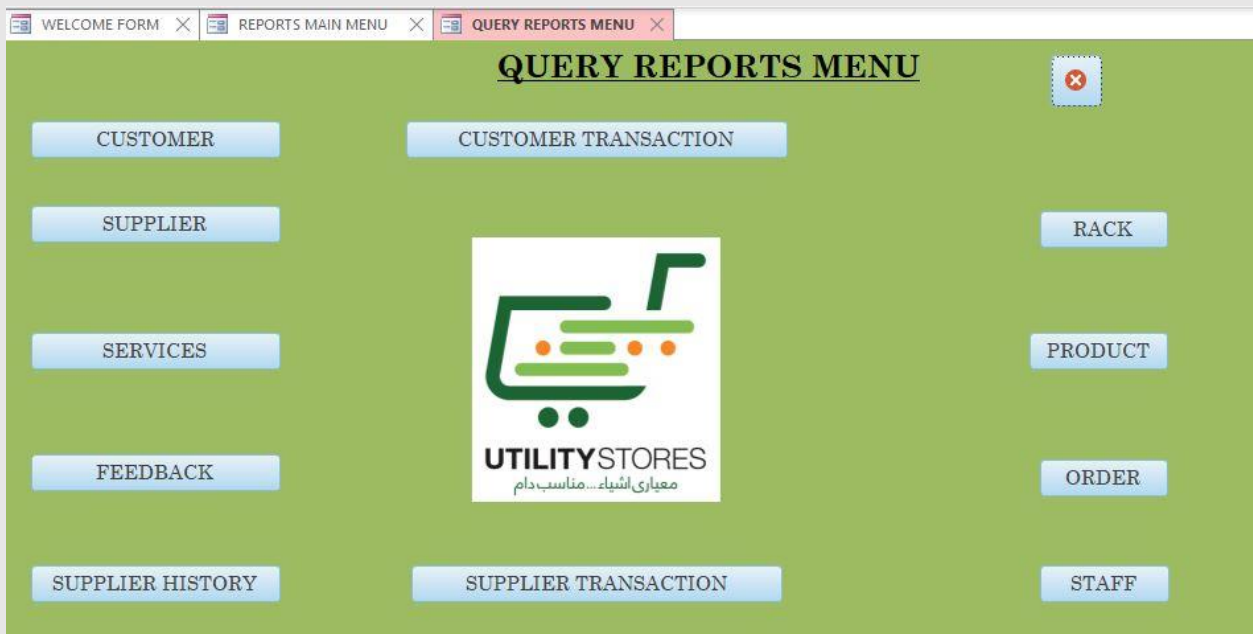 WELCOME FORM
REPORTS MAIN MENU
QUERY REPORTS MENU
QUERY REPORTS MENU
CUSTOMER
CUSTOMER TRANSACTION
SUPPLIER
RACK
SERVICES
PRODUCT
UTILITYSTORES
معیاری اشیاء...مناسب دام
FEEDBACK
ORDER
SUPPLIER HISTORY
SUPPLIER TRANSACTION
STAFF